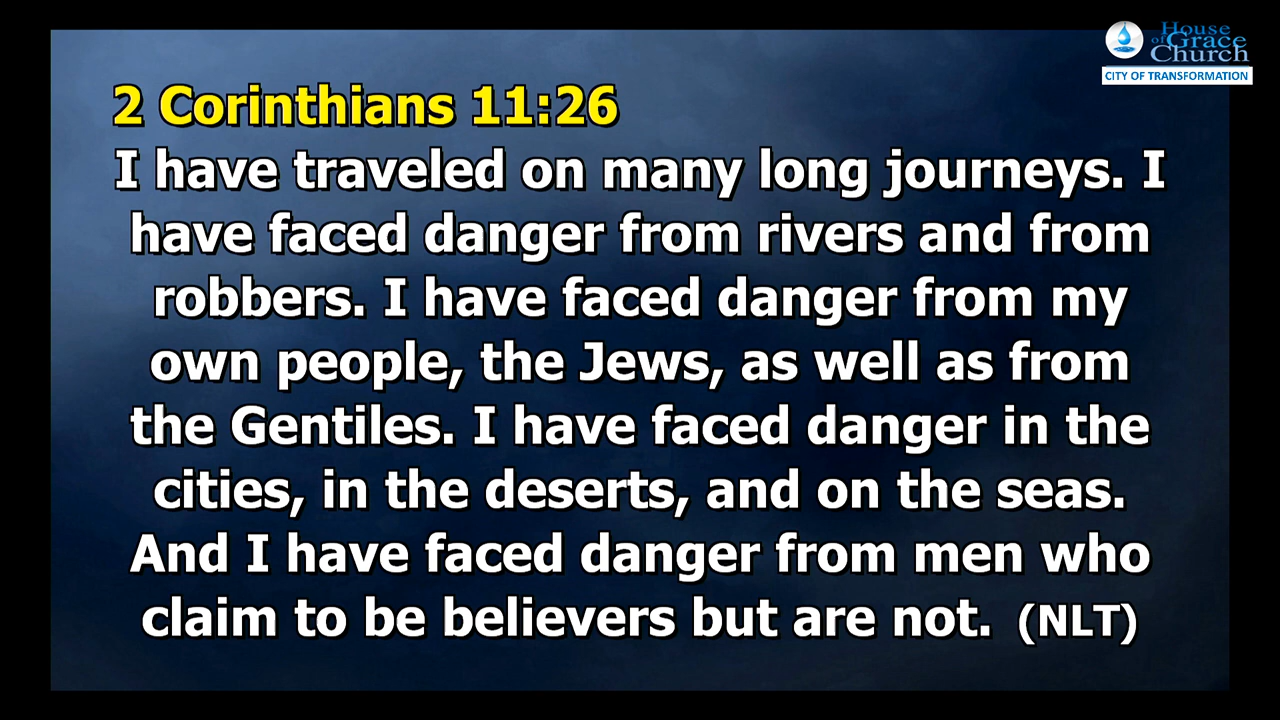 House
of Grace
Church
CITY OF TRANSFORMATION
2 Corinthians 11:26
I have traveled on many long journeys. I
have faced danger from rivers and from
robbers. I have faced danger from my
own people, the Jews, as well as from
the Gentiles. I have faced danger in the
cities, in the deserts, and on the seas.
And I have faced danger from men who
claim to be believers but are not. (NLT)